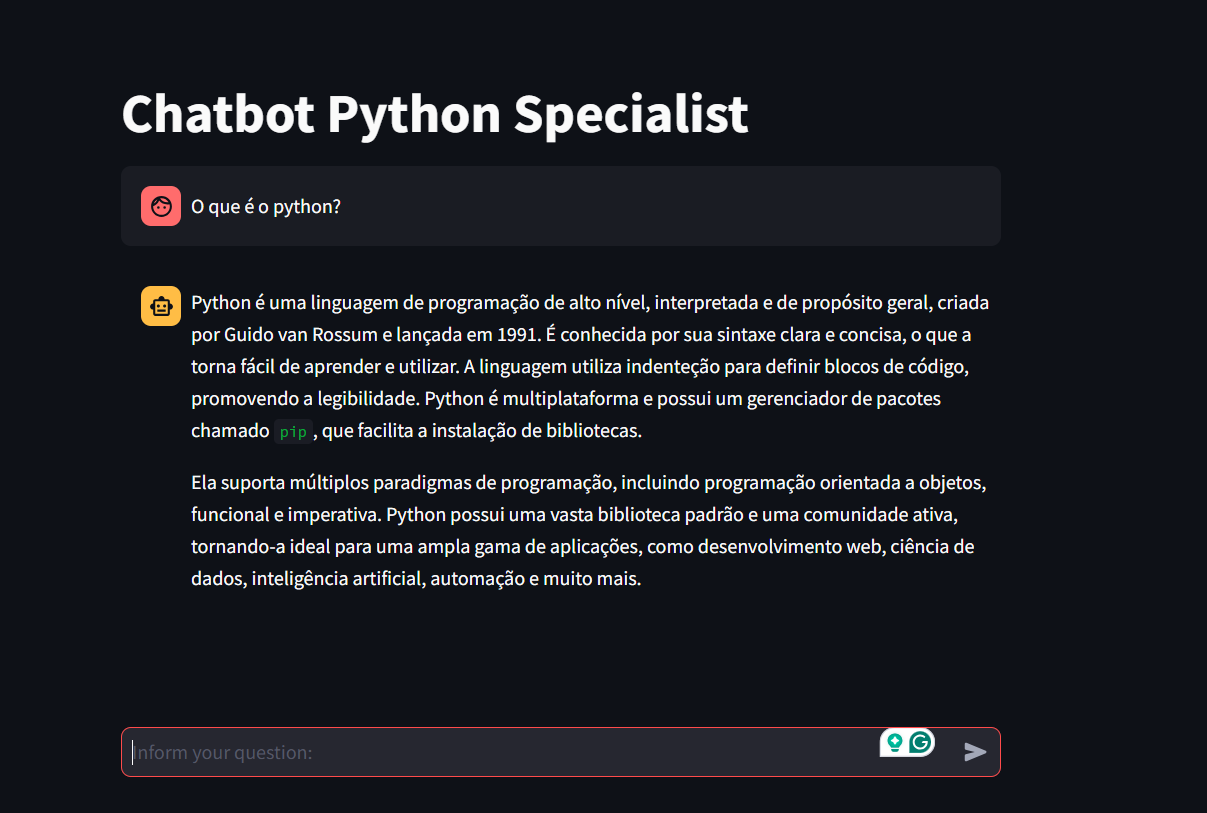 Chatbot Python Specialist
O que é o python?
Python é uma linguagem de programação de alto nível, interpretada e de propósito geral, criada
por Guido van Rossum e lançada em 1991. É conhecida por sua sintaxe clara e concisa, o que a
torna fácil de aprender e utilizar. A linguagem utiliza indenteção para definir blocos de código,
promovendo a legibilidade. Python é multiplataforma e possui um gerenciador de pacotes
chamado pip, que facilita a instalação de bibliotecas.
Ela suporta múltiplos paradigmas de programação, incluindo programação orientada a objetos,
funcional e imperativa. Python possui uma vasta biblioteca padrão e uma comunidade ativa,
tornando-a ideal para uma ampla gama de aplicações, como desenvolvimento web, ciência de
dados, inteligência artificial, automação e muito mais.
Inform your question: